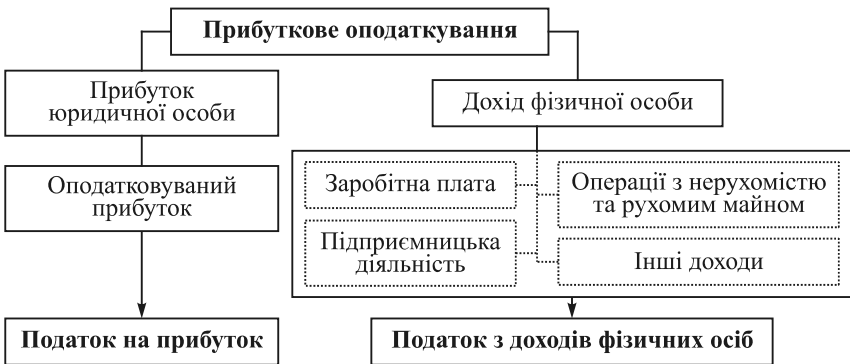 Прибуткове оподаткування
Прибуток
юридичної особи
Дохід фізичної особи
Оподатковуваний
прибуток
Заробітна плата
Операції з нерухомістю
та рухомим майном
Підприємницька
діяльність
Інші доходи
Податок на прибуток
Податок з доходів фізичних осіб